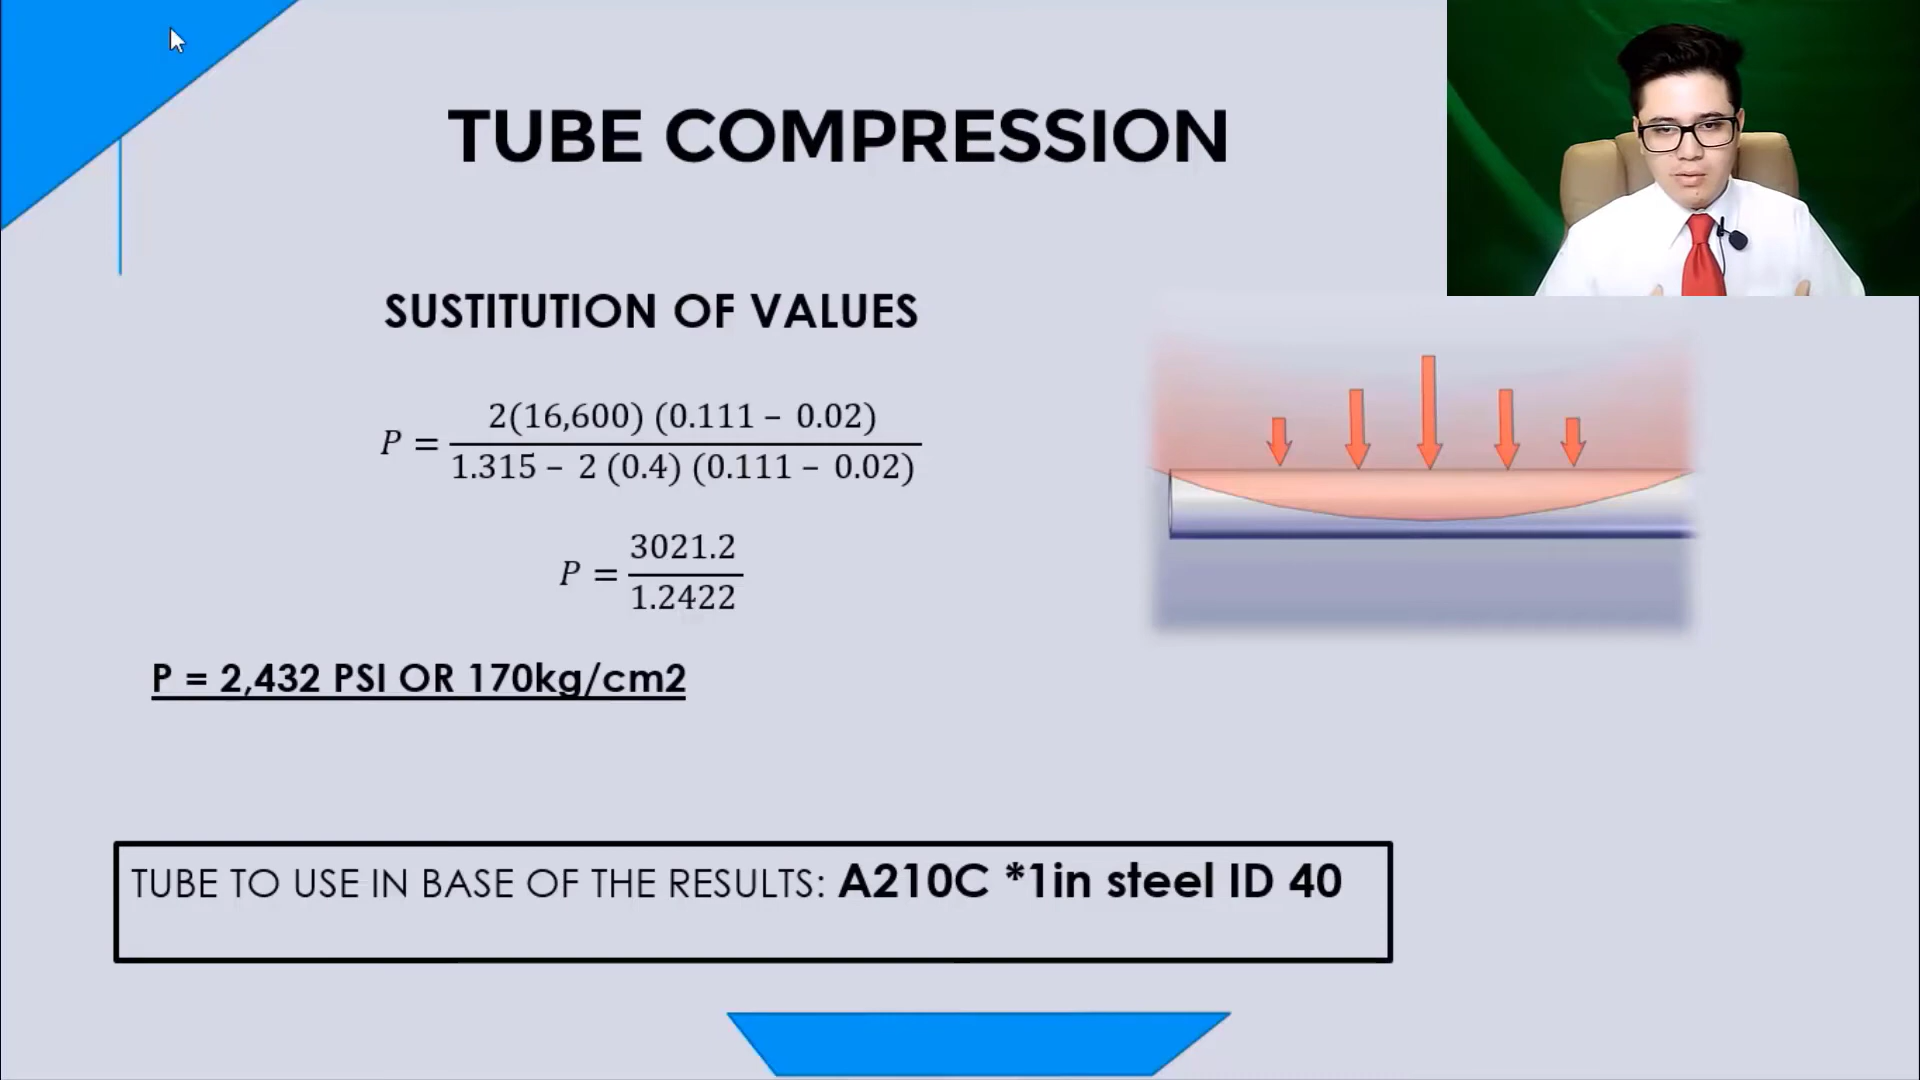 TUBE COMPRESSION
SUSTITUTION OF VALUES
P = 2(16,600) (0.111 – 0.02) / 1.315 – 2 (0.4) (0.111 – 0.02)
P = 3021.2 / 1.2422
P = 2,432 PSI OR 170kg/cm2
TUBE TO USE IN BASE OF THE RESULTS: A210C *1in steel ID 40